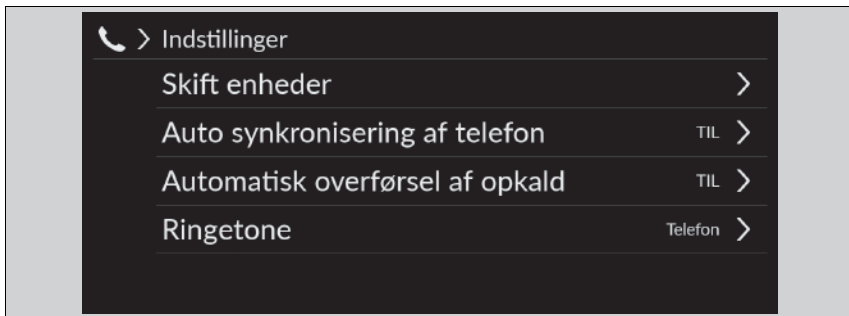 Indstillinger
Skift enheder
Auto synkronisering af telefon TIL
Automatisk overførsel af opkald TIL
Ringetone Telefon